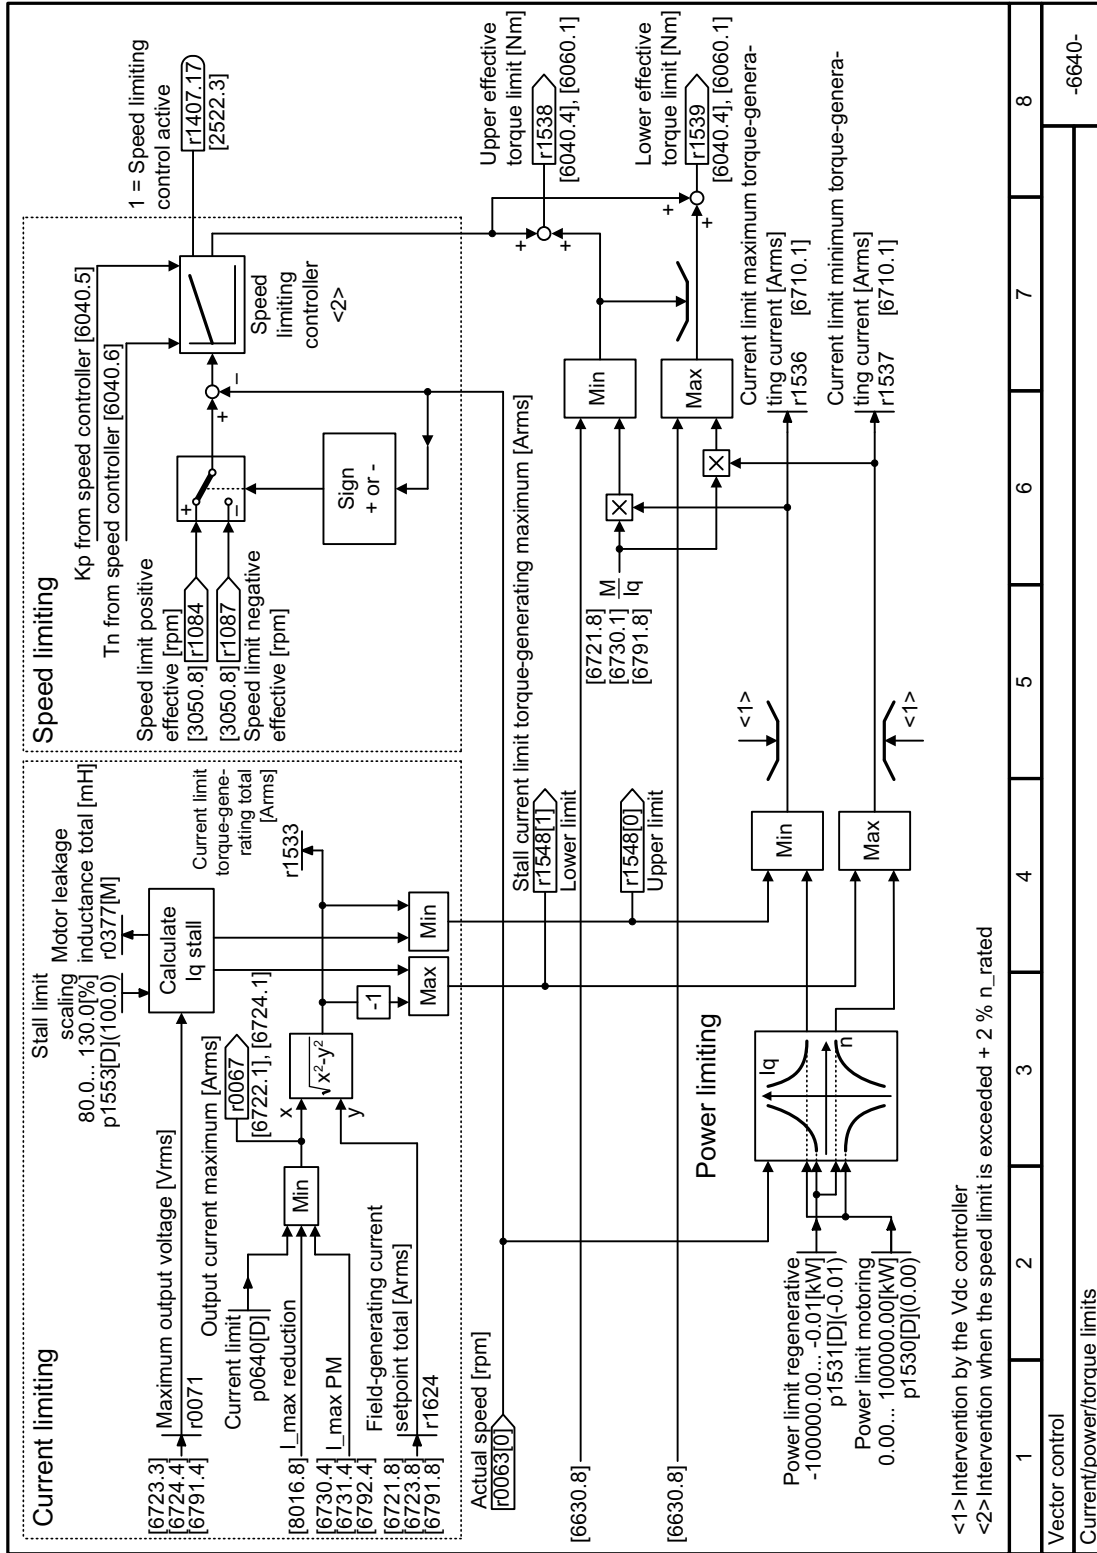 Current limiting
[6723.3]
[6724.4]
[6791.4]
Maximum output voltage [Vrms]
r0071
Stall limit
scaling
80.0... 130.0[%]
p1553[D](100.0)
Motor leakage
inductance total [mH]
r0377[M]
Calculate
Iq stall
Output current maximum [Arms]
r0067
[6722.1], [6724.1]
Current limit
p0640[D]
[8016.8]
I_max reduction
[6730.4]
[6731.4]
[6792.4]
I_max PM
Min
x
y
√x²-y²
Current limit
torque-gene-
rating total
[Arms]
r1533
-1
Max
Min
Field-generating current
setpoint total [Arms]
[6721.8]
[6723.8]
[6791.8]
r1624
Actual speed [rpm]
r0063[0]
Speed limiting
Kp from speed controller [6040.5]
Tn from speed controller [6040.6]
Speed limit positive
effective [rpm]
[3050.8]
r1084
[3050.8]
r1087
Speed limit negative
effective [rpm]
+
–
Sign
+ or -
+
–
Speed
limiting
controller
<2>
1 = Speed limiting
control active
r1407.17
[2522.3]
Stall current limit torque-generating maximum [Arms]
r1548[1]
Lower limit
r1548[0]
Upper limit
[6630.8]
[6630.8]
[6721.8]
[6730.1]
[6791.8]
M
Iq
X
X
Min
Max
+
+
+
+
Upper effective
torque limit [Nm]
r1538
[6040.4], [6060.1]
Lower effective
torque limit [Nm]
r1539
[6040.4], [6060.1]
Current limit maximum torque-genera-
ting current [Arms]
r1536
[6710.1]
Current limit minimum torque-genera-
ting current [Arms]
r1537
[6710.1]
Power limiting
Iq
n
Min
Max
<1>
<1>
Power limit regenerative
-100000.00... -0.01[kW]
p1531[D](-0.01)
Power limit motoring
0.00... 100000.00[kW]
p1530[D](0.00)
<1> Intervention by the Vdc controller
<2> Intervention when the speed limit is exceeded + 2 % n_rated
1
2
3
4
5
6
7
8
Vector control
Current/power/torque limits
-6640-